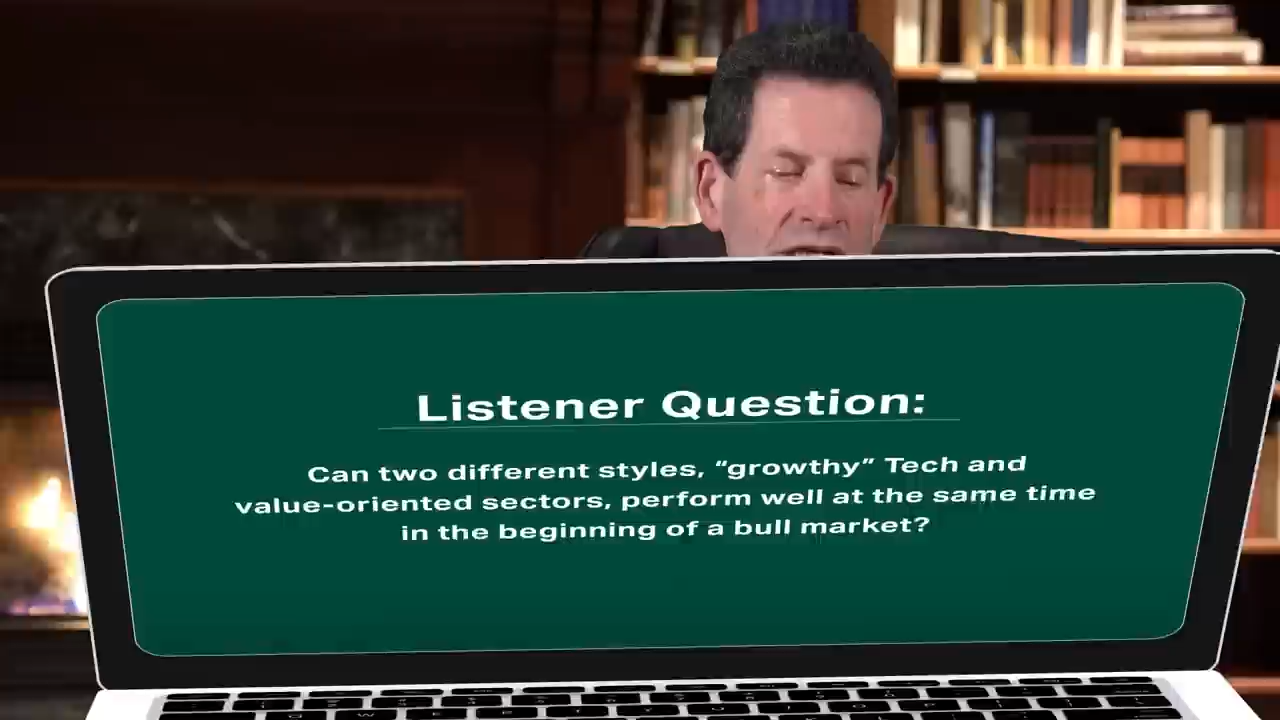 Listener Question:
Can two different styles, “growthy” Tech and
value-oriented sectors, perform well at the same time
in the beginning of a bull market?